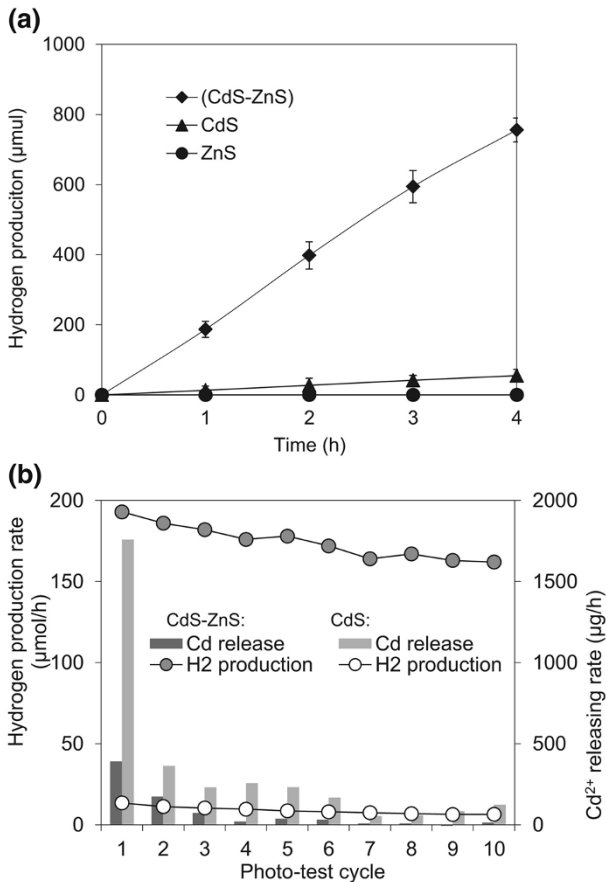 (a)
1000
800
600
400
200
0
Hydrogen produciton (µmul)
(CdS-ZnS)
CdS
ZnS
0 1 2 3 4
Time (h)
(b)
200
150
100
50
0
Hydrogen production rate
(µmol/h)
2000
1500
1000
500
0
Cd²⁺ releasing rate (µg/h)
CdS-ZnS: CdS:
Cd release Cd release
H2 production H2 production
1 2 3 4 5 6 7 8 9 10
Photo-test cycle